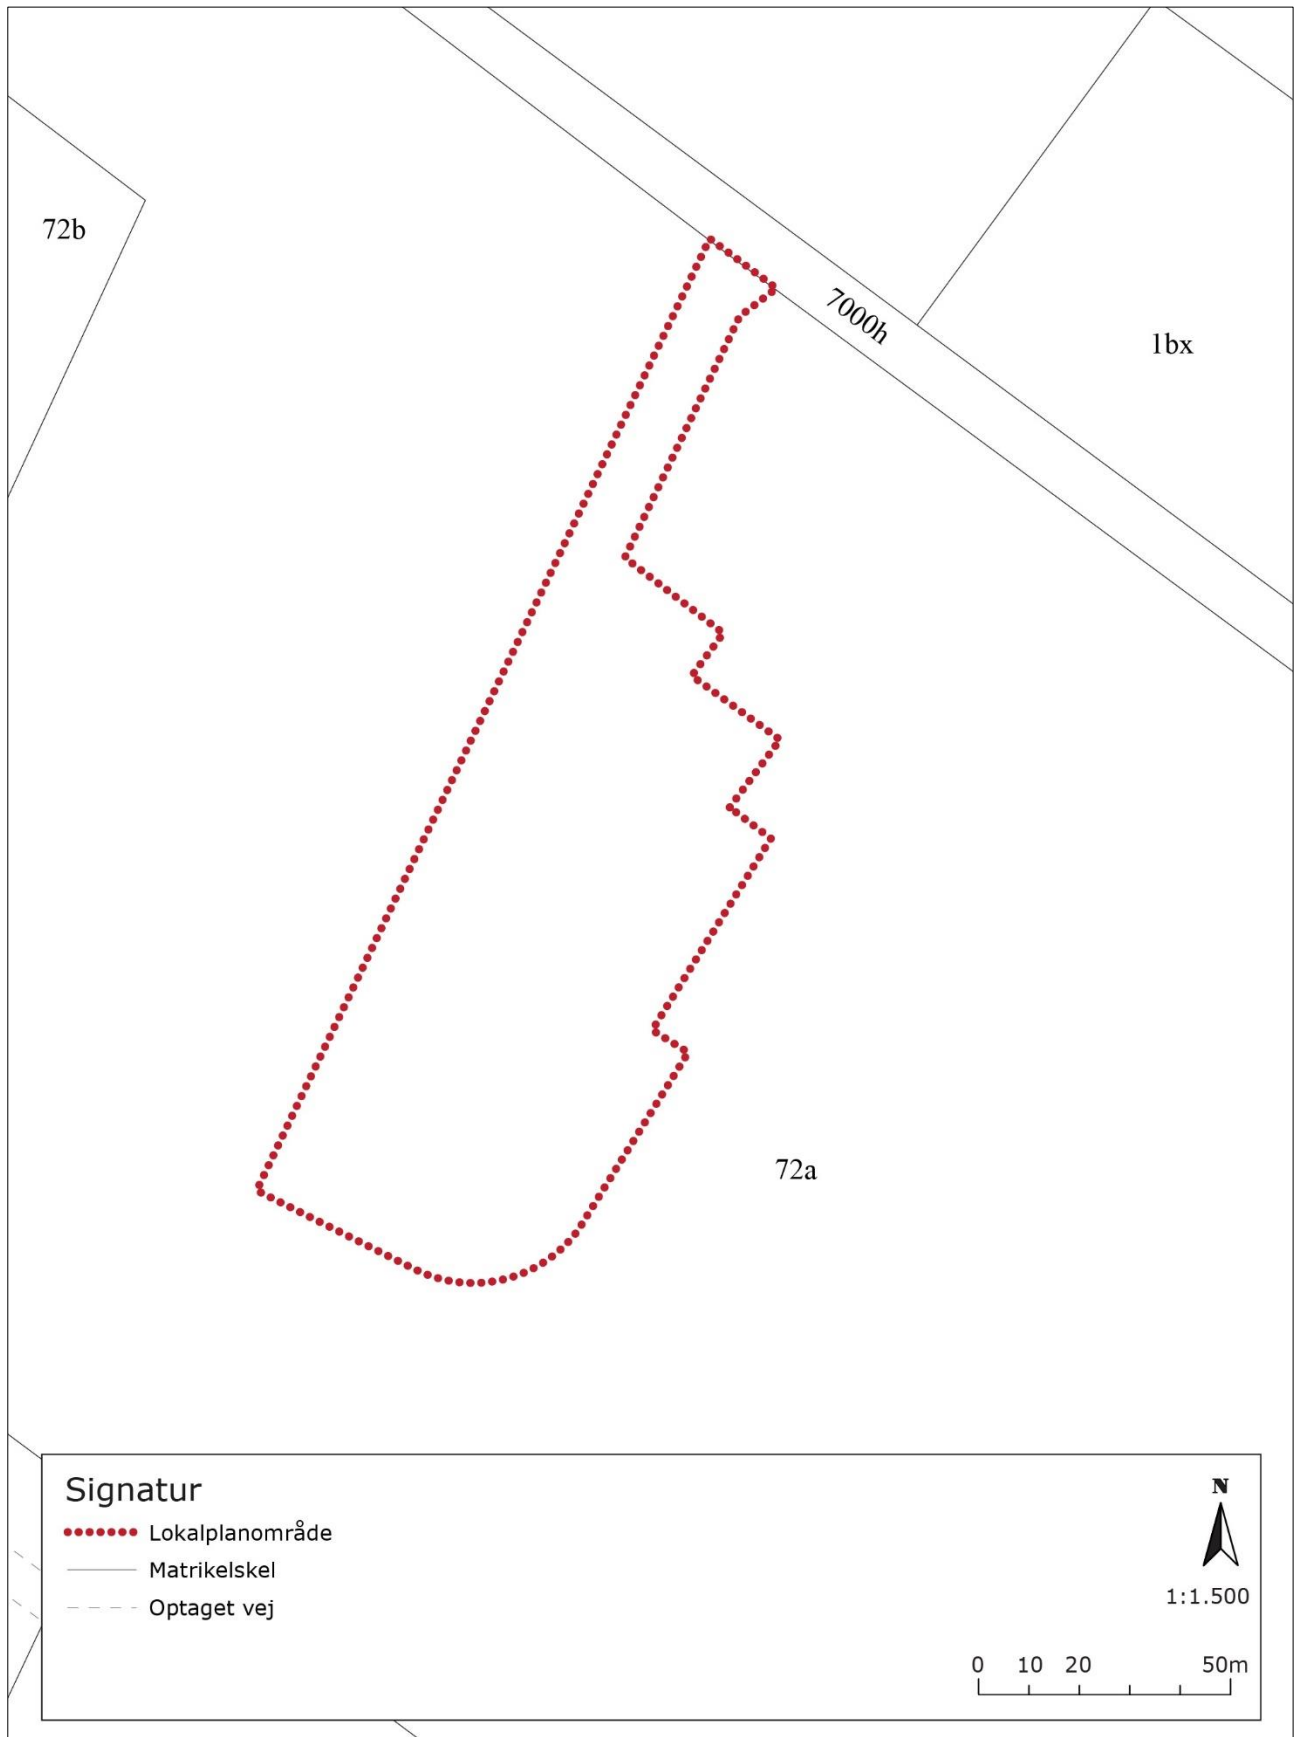 72b
7000h
1bx
72a
Signatur
Lokalplanområde
Matrikelskel
Optaget vej
N
1:1.500
0 10 20 50m